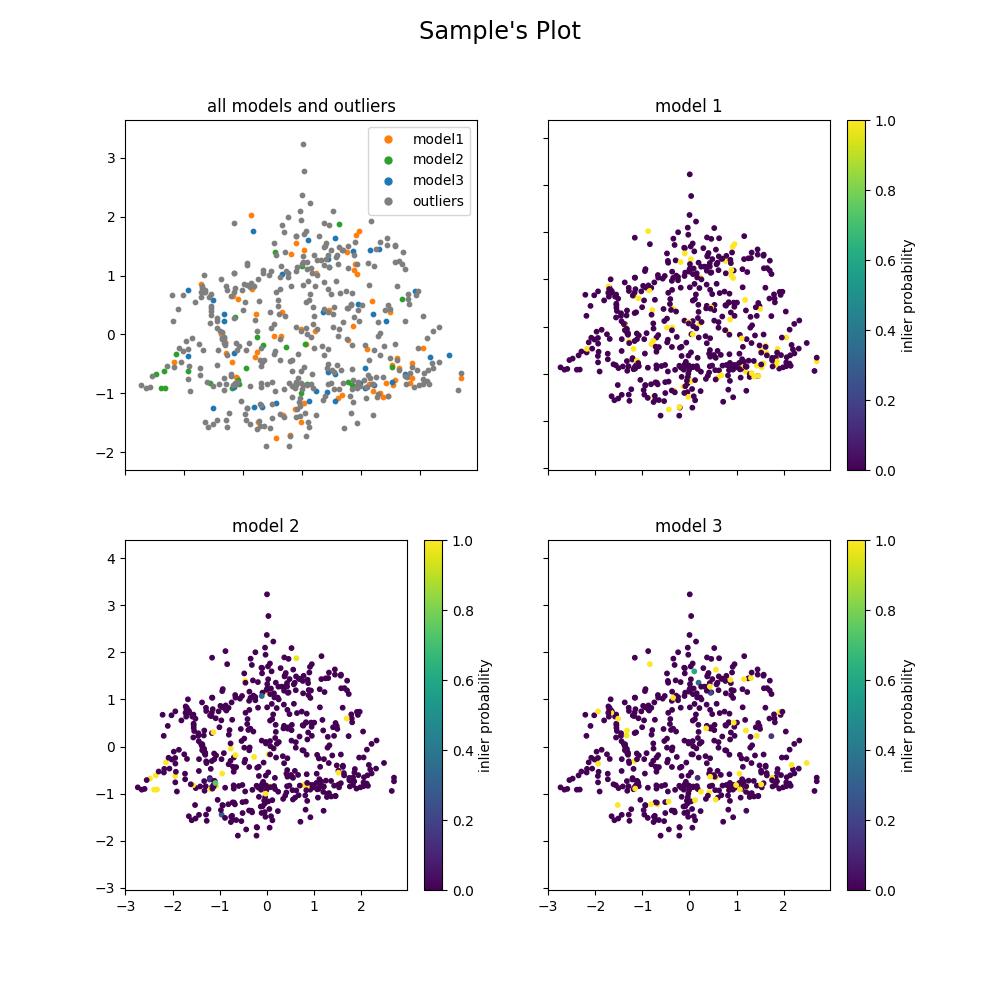 Sample's Plot
all models and outliers
model1
model2
model3
outliers
3
2
1
0
−1
−2
model 1
1.0
0.8
0.6
0.4
0.2
0.0
inlier probability
model 2
4
3
2
1
0
−1
−2
−3
−3 −2 −1 0 1 2
1.0
0.8
0.6
0.4
0.2
0.0
inlier probability
model 3
−3 −2 −1 0 1 2
1.0
0.8
0.6
0.4
0.2
0.0
inlier probability